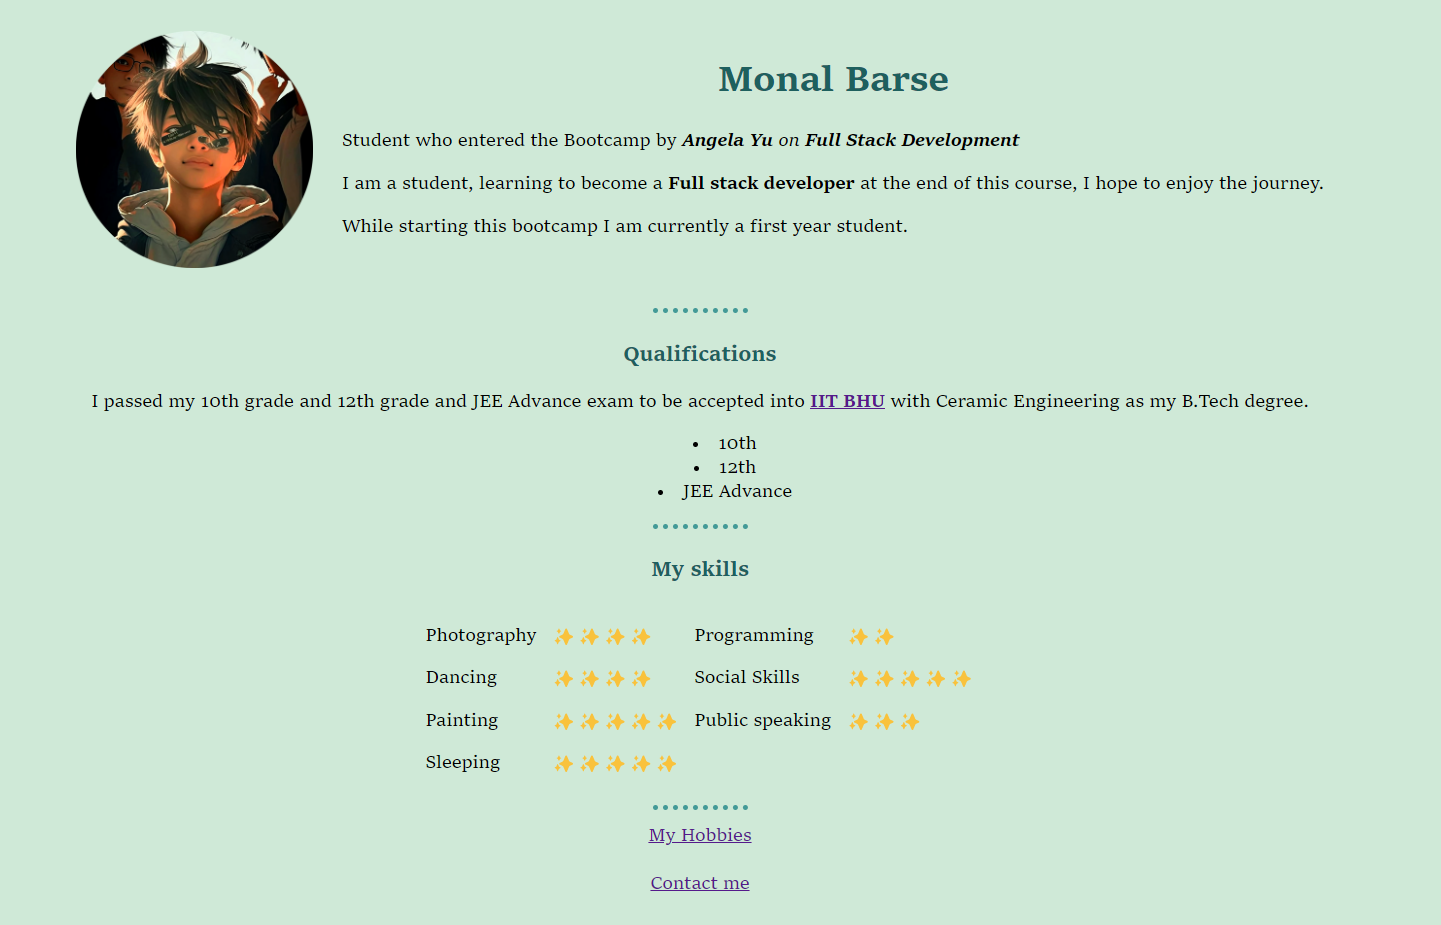 Monal Barse
Student who entered the Bootcamp by Angela Yu on Full Stack Development
I am a student, learning to become a Full stack developer at the end of this course, I hope to enjoy the journey.
While starting this bootcamp I am currently a first year student.
Qualifications
I passed my 10th grade and 12th grade and JEE Advance exam to be accepted into IIT BHU with Ceramic Engineering as my B.Tech degree.
• 10th
• 12th
• JEE Advance
My skills
Photography ✨✨✨✨ Programming ✨✨
Dancing ✨✨✨✨ Social Skills ✨✨✨✨✨
Painting ✨✨✨✨✨ Public speaking ✨✨✨
Sleeping ✨✨✨✨✨
My Hobbies
Contact me